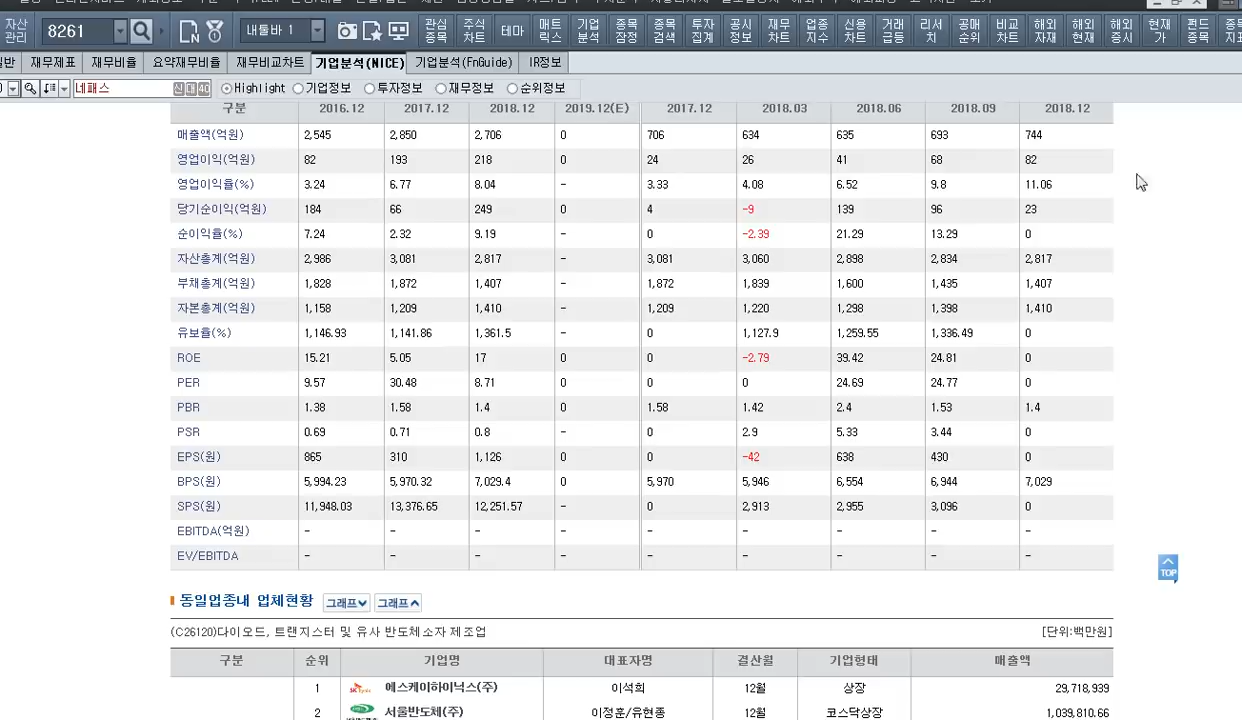 자산 관리
8261
내툴바 1
관심 종목
주식 차트
테마
매트 릭스
기업 분석
종목 잠정
종목 검색
투자 집계
공시 정보
재무 차트
업종 지수
신용 차트
거래 급등
리서 치
공매 순위
비교 차트
해외 자재
해외 현재
해외 증시
현재 가
펀드 종목
일반 재무제표 재무비율 요약재무비율 재무비교차트 기업분석(NICE) 기업분석(FnGuide) IR정보
네패스 신 대 40 Highlight 기업정보 투자정보 재무정보 순위정보
구분 2016.12 2017.12 2018.12 2019.12(E) 2017.12 2018.03 2018.06 2018.09 2018.12
매출액(억원) 2,545 2,850 2,706 0 706 634 635 693 744
영업이익(억원) 82 193 218 0 24 26 41 68 82
영업이익율(%) 3.24 6.77 8.04 - 3.33 4.08 6.52 9.8 11.06
당기순이익(억원) 184 66 249 0 4 -9 139 96 23
순이익율(%) 7.24 2.32 9.19 - 0 -2.39 21.29 13.29 0
자산총계(억원) 2,986 3,081 2,817 - 3,081 3,060 2,898 2,834 2,817
부채총계(억원) 1,828 1,872 1,407 - 1,872 1,839 1,600 1,435 1,407
자본총계(억원) 1,158 1,209 1,410 - 1,209 1,220 1,298 1,398 1,410
유보율(%) 1,146.93 1,141.86 1,361.5 - 0 1,127.9 1,259.55 1,336.49 0
ROE 15.21 5.05 17 0 0 -2.79 39.42 24.81 0
PER 9.57 30.48 8.71 0 0 0 24.69 24.77 0
PBR 1.38 1.58 1.4 0 1.58 1.42 2.4 1.53 1.4
PSR 0.69 0.71 0.8 - 0 2.9 5.33 3.44 0
EPS(원) 865 310 1,126 0 0 -42 638 430 0
BPS(원) 5,994.23 5,970.32 7,029.4 0 5,970 5,946 6,554 6,944 7,029
SPS(원) 11,948.03 13,376.65 12,251.57 - 0 2,913 2,955 3,096 0
EBITDA(억원) - - - - - - - - -
EV/EBITDA - - - - - - - - -
TOP
동일업종내 업체현황 그래프 그래프
(C26120)다이오드, 트랜지스터 및 유사 반도체소자 제조업 [단위:백만원]
구분 순위 기업명 대표자명 결산월 기업형태 매출액
1 에스케이하이닉스(주) 이석희 12월 상장 29,718,939
2 서울반도체(주) 이정훈/유현종 12월 코스닥상장 1,039,810.66